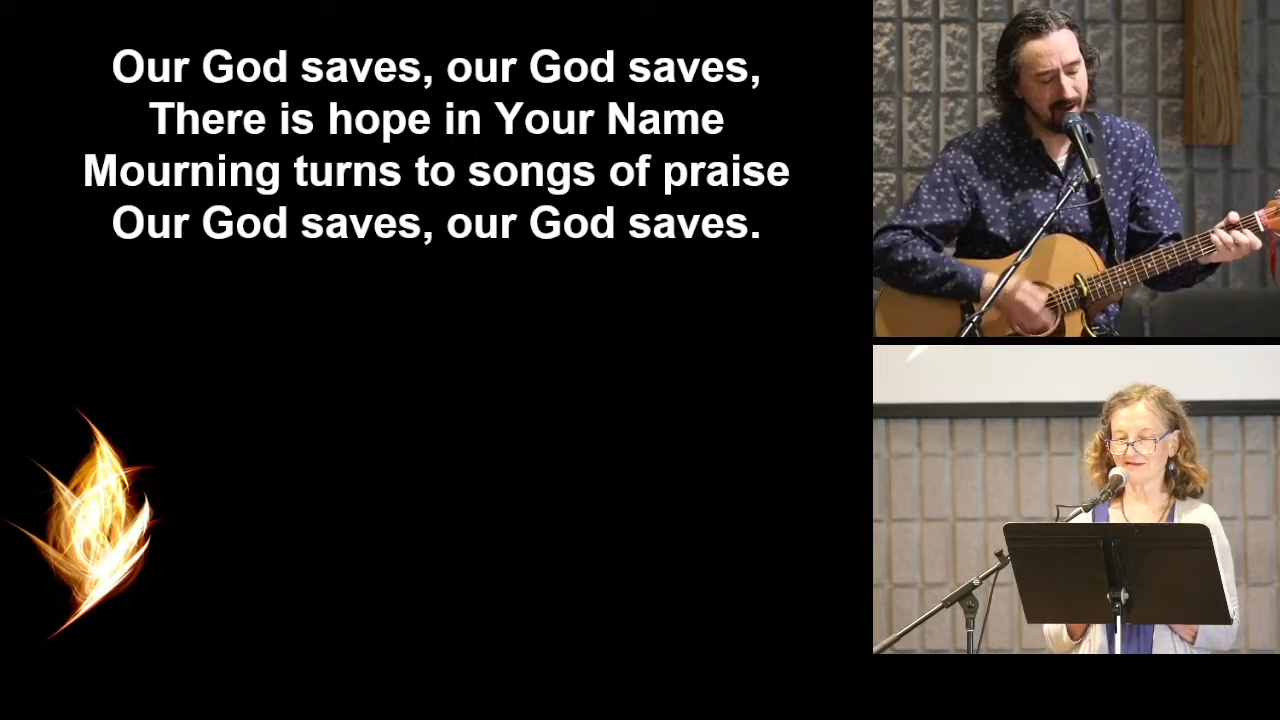 Our God saves, our God saves,
There is hope in Your Name
Mourning turns to songs of praise
Our God saves, our God saves.